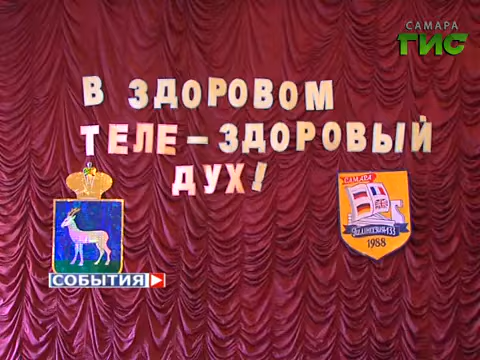 САМАРА
ГИС
В ЗДОРОВОМ
ТЕЛЕ – ЗДОРОВЫЙ
ДУХ!
САМАРА
1988
СОБЫТИЯ